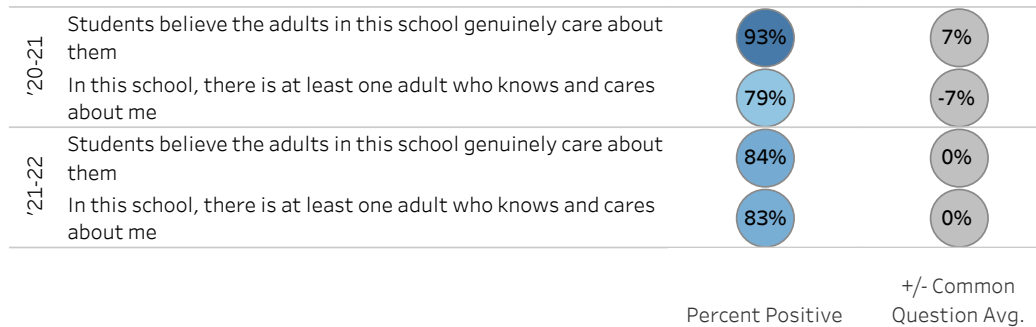 '20-21
Students believe the adults in this school genuinely care about
them
93%
7%
In this school, there is at least one adult who knows and cares
about me
79%
-7%
'21-22
Students believe the adults in this school genuinely care about
them
84%
0%
In this school, there is at least one adult who knows and cares
about me
83%
0%
Percent Positive
+/- Common
Question Avg.